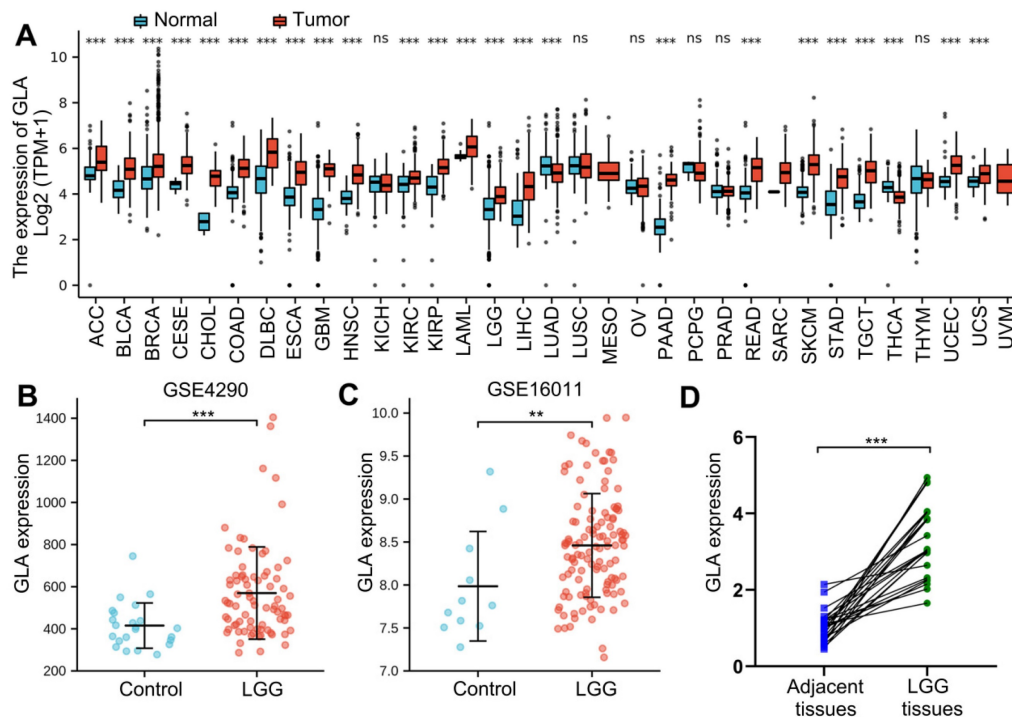 Normal Tumor
A
*** *** *** *** *** *** *** *** *** *** ns *** *** *** *** *** *** ns ns *** ns ns *** *** *** *** *** ns *** ***
The expression of GLA
Log2 (TPM+1)
10
8
6
4
2
0
ACC BLCA BRCA CESE CHOL COAD DLBC ESCA GBM HNSC KICH KIRC KIRP LAML LGG LIHC LUAD LUSC MESO OV PAAD PCPG PRAD READ SARC SKCM STAD TGCT THCA THYM UCEC UCS UVM
B
GSE4290
***
GLA expression
1400
1200
1000
800
600
400
200
Control LGG
C
GSE16011
**
GLA expression
10.0
9.5
9.0
8.5
8.0
7.5
7.0
Control LGG
D
***
GLA expression
6
4
2
0
Adjacent tissues
LGG tissues